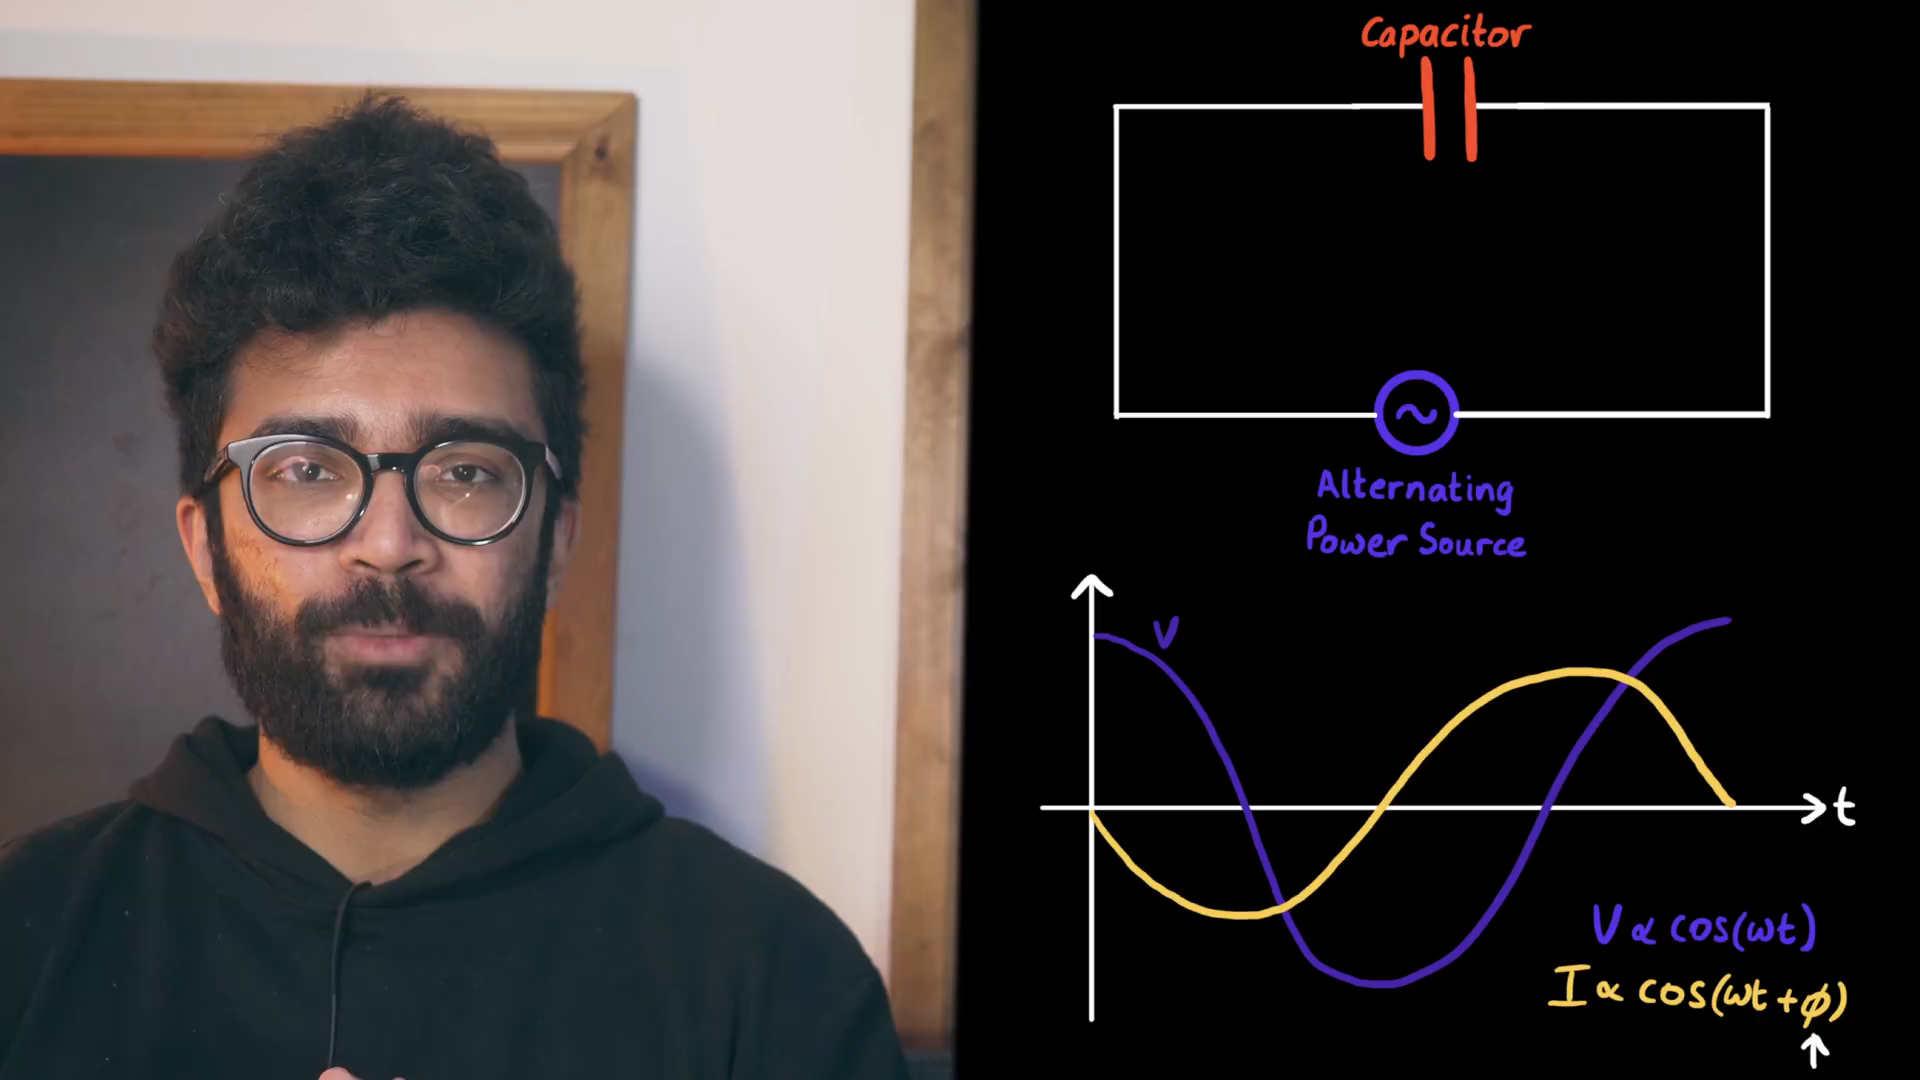 Capacitor
~
Alternating
Power Source
V
t
V ∝ cos(ωt)
I ∝ cos(ωt + ϕ)